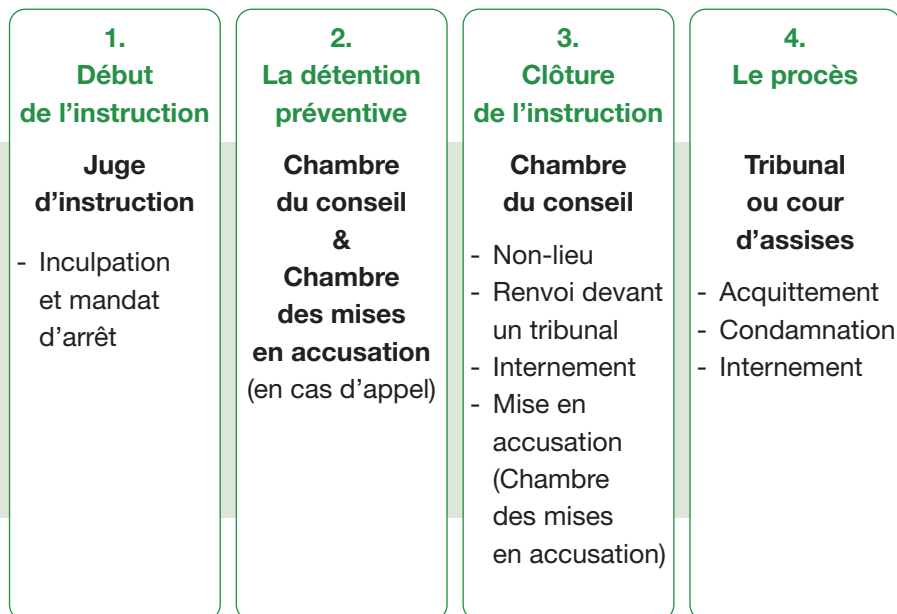 1.
Début
de l'instruction
Juge
d'instruction
- Inculpation
et mandat
d'arrêt
2.
La détention
préventive
Chambre
du conseil
&
Chambre
des mises
en accusation
(en cas d'appel)
3.
Clôture
de l'instruction
Chambre
du conseil
- Non-lieu
- Renvoi devant
un tribunal
- Internement
- Mise en
accusation
(Chambre
des mises
en accusation)
4.
Le procès
Tribunal
ou cour
d'assises
- Acquittement
- Condamnation
- Internement